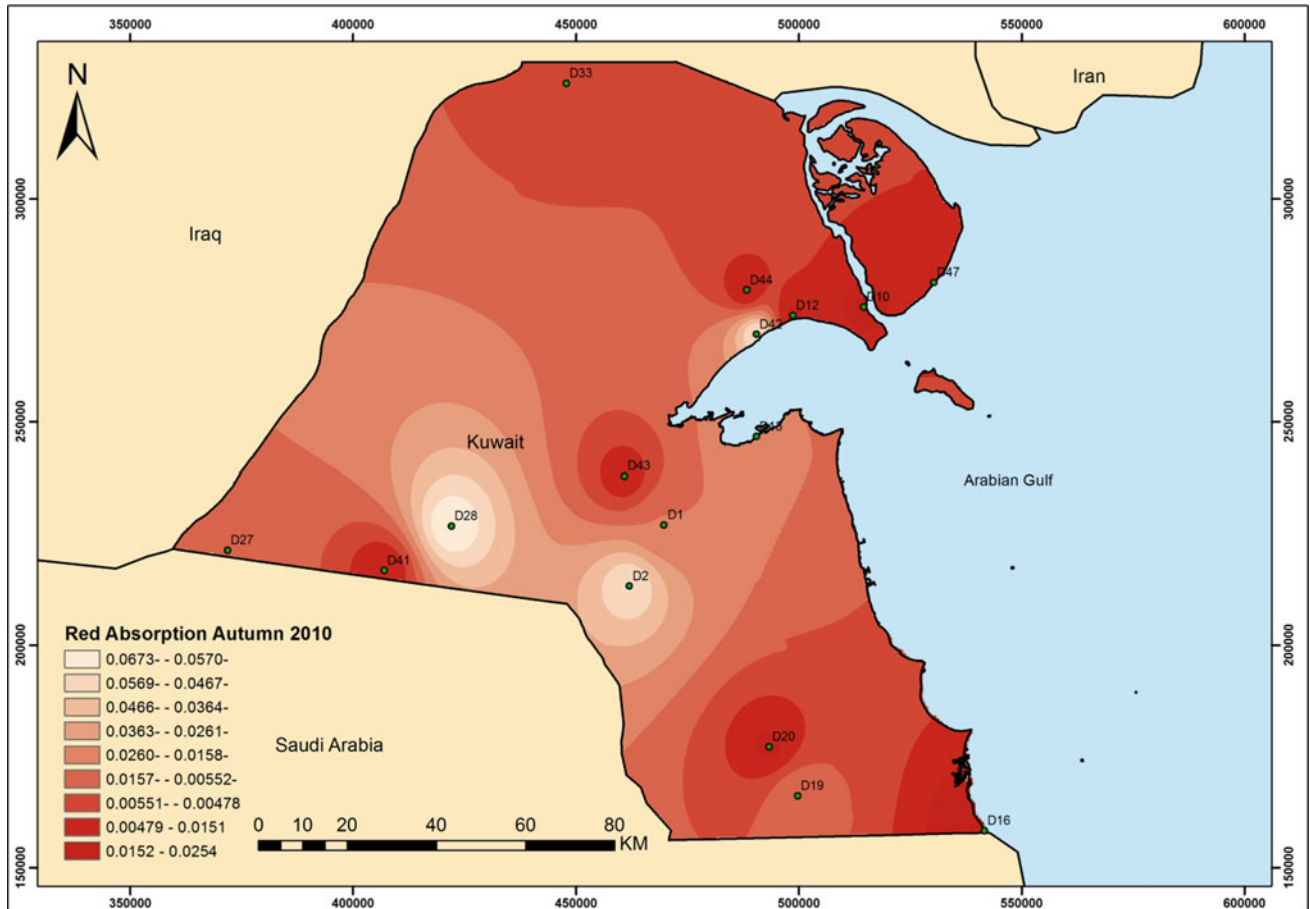 350000 400000 450000 500000 550000 600000
300000 300000
250000 250000
200000 200000
150000 150000
N
Iran
Iraq
Kuwait
Arabian Gulf
Saudi Arabia
D33
D44
D47
D12
D10
D42
D13
D43
D1
D28
D27
D41
D2
D20
D19
D16
Red Absorption Autumn 2010
0.0673- - 0.0570-
0.0569- - 0.0467-
0.0466- - 0.0364-
0.0363- - 0.0261-
0.0260 - - 0.0158-
0.0157- - 0.00552-
0.00551- - 0.00478
0.00479 - 0.0151
0.0152 - 0.0254
0 10 20 40 60 80
KM
350000 400000 450000 500000 550000 600000